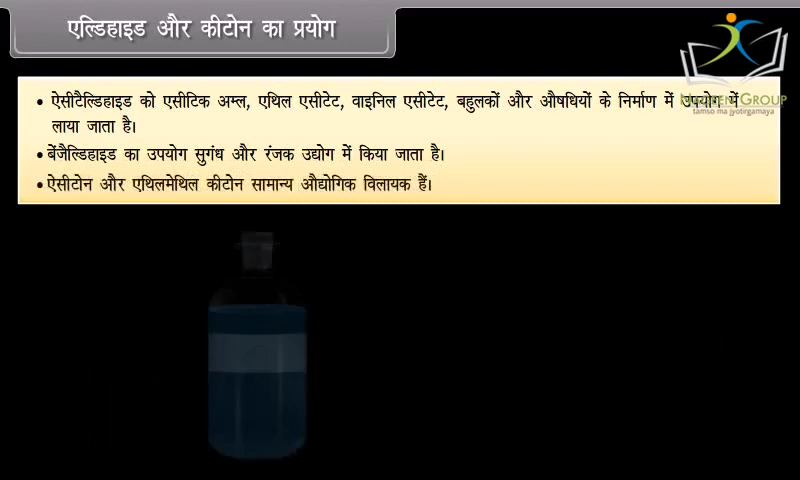 एल्डिहाइड और कीटोन का प्रयोग
• ऐसीटैल्डिहाइड को एसीटिक अम्ल, एथिल एसीटेट, वाइनिल एसीटेट, बहुलकों और औषधियों के निर्माण में उपयोग में
लाया जाता है।
• बेंजैल्डिहाइड का उपयोग सुगंध और रंजक उद्योग में किया जाता है।
• ऐसीटोन और एथिलमेथिल कीटोन सामान्य औद्योगिक विलायक हैं।
GROUP
tamso ma jyotirgamaya